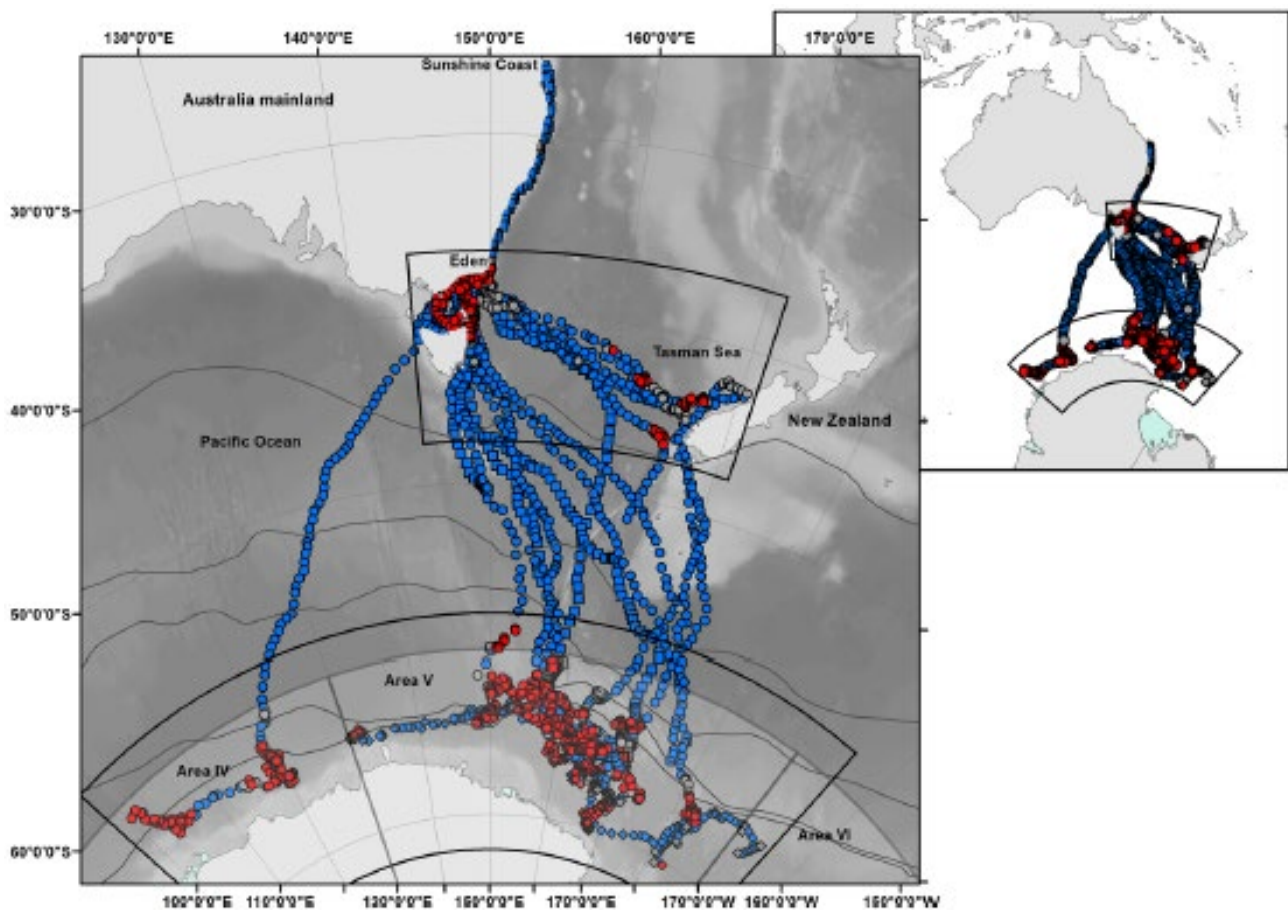 130°0'0"E 140°0'0"E 150°0'0"E 160°0'0"E 170°0'0"E
Sunshine Coast
Australia mainland
30°0'0"S
Eden
Tasman Sea
40°0'0"S
New Zealand
Pacific Ocean
50°0'0"S
Area V
Area IV
Area VI
60°0'0"S
100°0'0"E 110°0'0"E 130°0'0"E 150°0'0"E 170°0'0"E 170°0'0"W 160°0'0"W 150°0'0"W